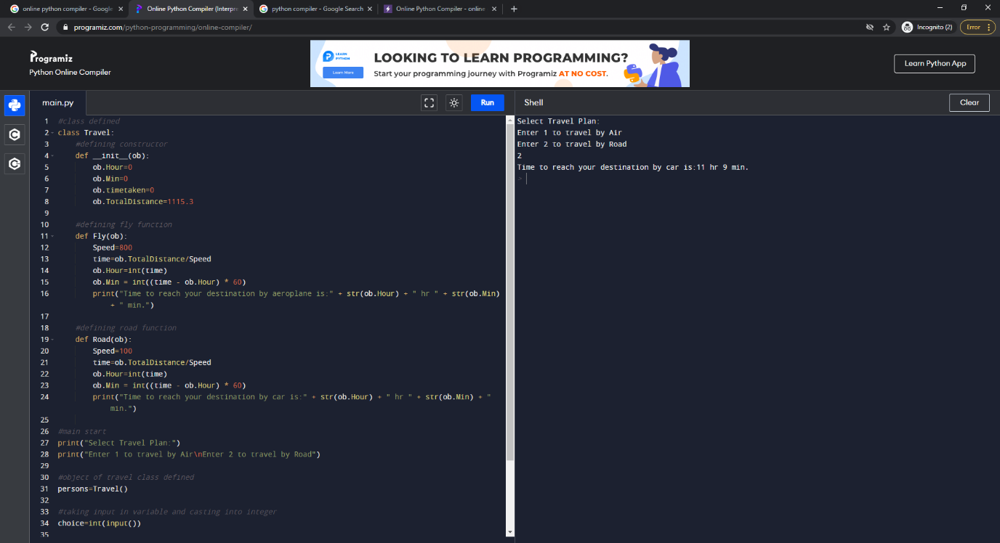 online python compiler - Google
Online Python Compiler (Interpre
python compiler - Google Search
Online Python Compiler - online
programiz.com/python-programming/online-compiler/
Incognito (2)
Error
Programiz
Python Online Compiler
LEARN PYTHON
Learn More
LOOKING TO LEARN PROGRAMMING?
Start your programming journey with Programiz AT NO COST.
Learn Python App
main.py
Run
Shell
Clear
1 #class defined
2 class Travel:
3     #defining constructor
4     def __init__(ob):
5         ob.Hour=0
6         ob.Min=0
7         ob.timetaken=0
8         ob.TotalDistance=1115.3
9
10     #defining fly function
11     def Fly(ob):
12         Speed=800
13         time=ob.TotalDistance/Speed
14         ob.Hour=int(time)
15         ob.Min = int((time - ob.Hour) * 60)
16         print("Time to reach your destination by aeroplane is:" + str(ob.Hour) + " hr " + str(ob.Min)
            + " min.")
17
18     #defining road function
19     def Road(ob):
20         Speed=100
21         time=ob.TotalDistance/Speed
22         ob.Hour=int(time)
23         ob.Min = int((time - ob.Hour) * 60)
24         print("Time to reach your destination by car is:" + str(ob.Hour) + " hr " + str(ob.Min) + "
            min.")
25
26 #main start
27 print("Select Travel Plan:")
28 print("Enter 1 to travel by Air\nEnter 2 to travel by Road")
29
30 #object of travel class defined
31 persons=Travel()
32
33 #taking input in variable and casting into integer
34 choice=int(input())
35
Select Travel Plan:
Enter 1 to travel by Air
Enter 2 to travel by Road
2
Time to reach your destination by car is:11 hr 9 min.
>